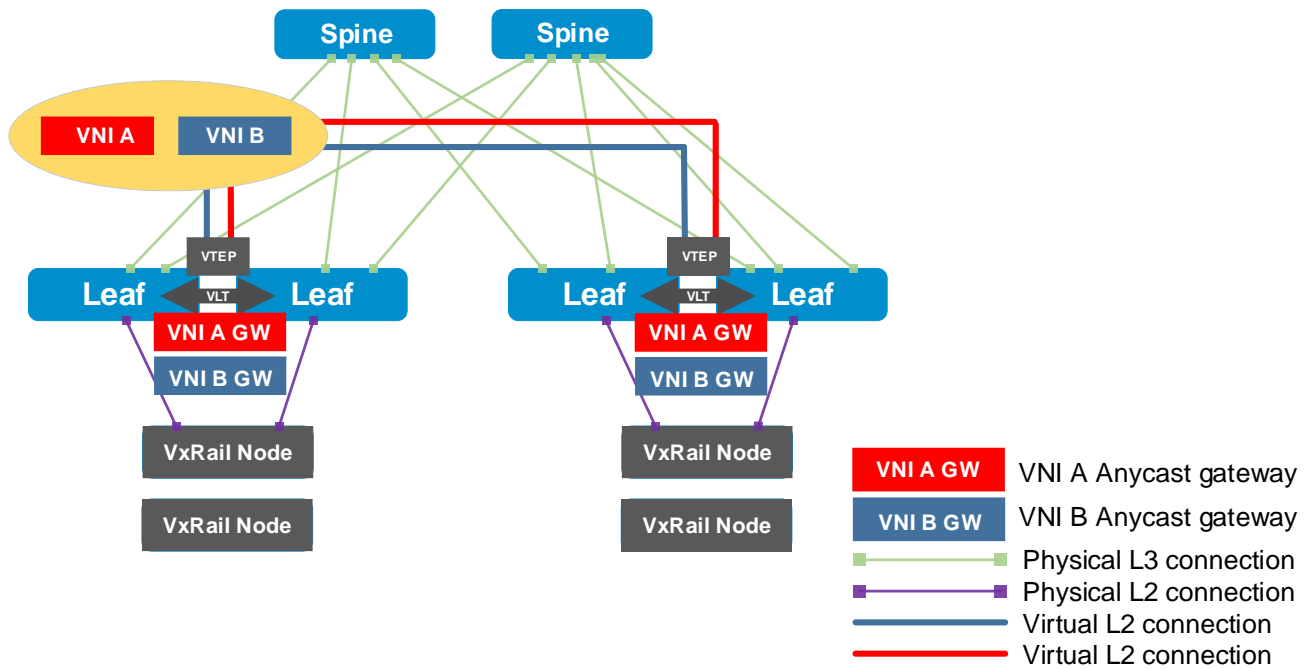 Spine
Spine
VNI A
VNI B
VTEP
VTEP
Leaf
VLT
Leaf
Leaf
VLT
Leaf
VNI A GW
VNI A GW
VNI B GW
VNI B GW
VxRail Node
VxRail Node
VxRail Node
VxRail Node
VNI A GW
VNI A Anycast gateway
VNI B GW
VNI B Anycast gateway
Physical L3 connection
Physical L2 connection
Virtual L2 connection
Virtual L2 connection